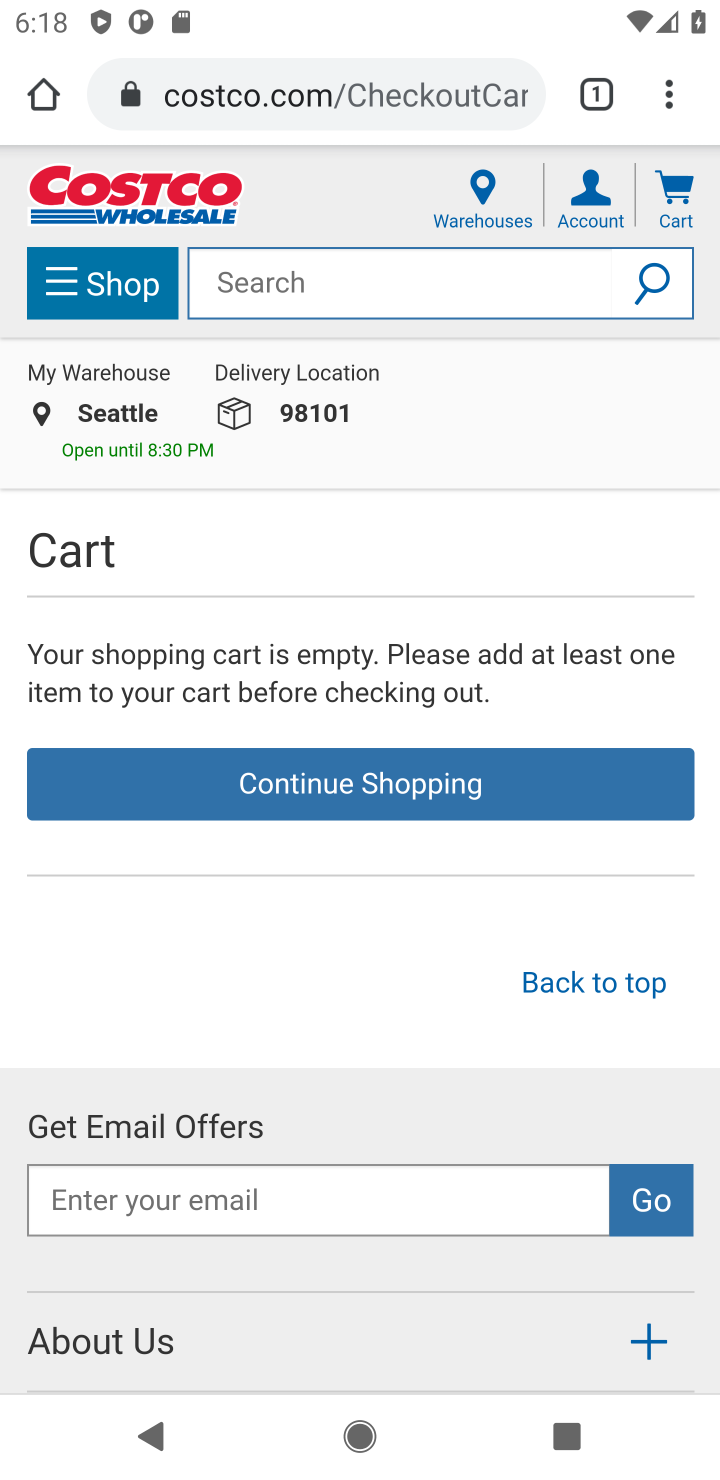 6:18
costco.com/CheckoutCar
1
COSTCO
WHOLESALE
Warehouses
Account
Cart
Shop
Search
My Warehouse
Delivery Location
Seattle
98101
Open until 8:30 PM
Cart
Your shopping cart is empty. Please add at least one
item to your cart before checking out.
Continue Shopping
Back to top
Get Email Offers
Enter your email
Go
About Us